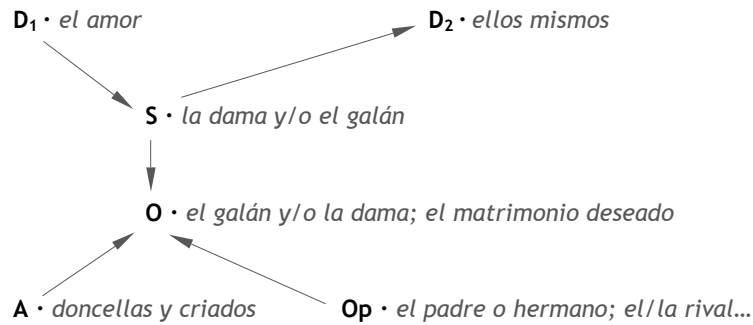 D₁ · el amor
D₂ · ellos mismos
S · la dama y/o el galán
O · el galán y/o la dama; el matrimonio deseado
A · doncellas y criados
Op · el padre o hermano; el/la rival…